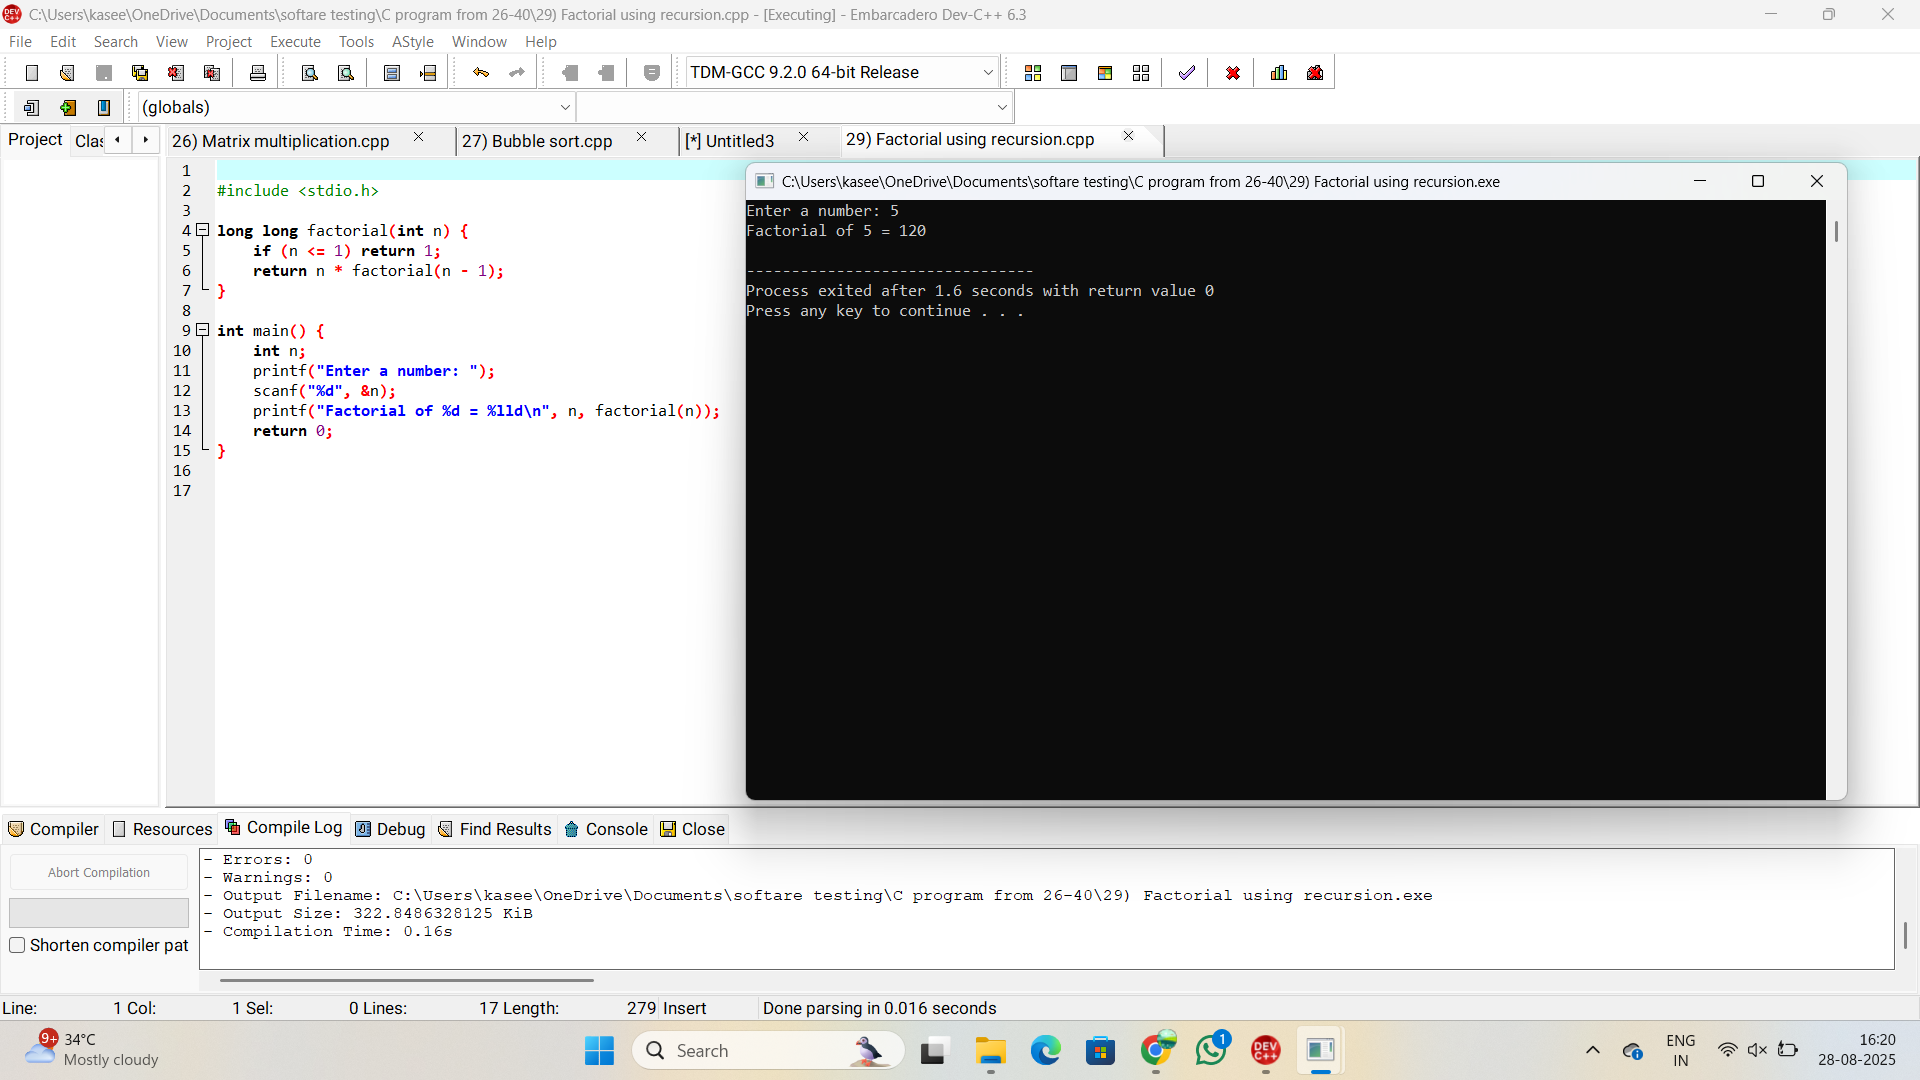 C:\Users\kasee\OneDrive\Documents\softare testing\C program from 26-40\29) Factorial using recursion.cpp - [Executing] - Embarcadero Dev-C++ 6.3
File Edit Search View Project Execute Tools AStyle Window Help
TDM-GCC 9.2.0 64-bit Release
(globals)
Project Clas 26) Matrix multiplication.cpp 27) Bubble sort.cpp [*] Untitled3 29) Factorial using recursion.cpp
1
2 #include <stdio.h>
3
4 long long factorial(int n) {
5 if (n <= 1) return 1;
6 return n * factorial(n - 1);
7 }
8
9 int main() {
10 int n;
11 printf("Enter a number: ");
12 scanf("%d", &n);
13 printf("Factorial of %d = %lld\n", n, factorial(n));
14 return 0;
15 }
16
17
C:\Users\kasee\OneDrive\Documents\softare testing\C program from 26-40\29) Factorial using recursion.exe
Enter a number: 5
Factorial of 5 = 120
--------------------------------
Process exited after 1.6 seconds with return value 0
Press any key to continue . . .
Compiler Resources Compile Log Debug Find Results Console Close
Abort Compilation
Shorten compiler pat
- Errors: 0
- Warnings: 0
- Output Filename: C:\Users\kasee\OneDrive\Documents\softare testing\C program from 26-40\29) Factorial using recursion.exe
- Output Size: 322.8486328125 KiB
- Compilation Time: 0.16s
Line: 1 Col: 1 Sel: 0 Lines: 17 Length: 279 Insert Done parsing in 0.016 seconds
9+ 34°C
Mostly cloudy
Search
DEV C++
1
ENG
IN
16:20
28-08-2025